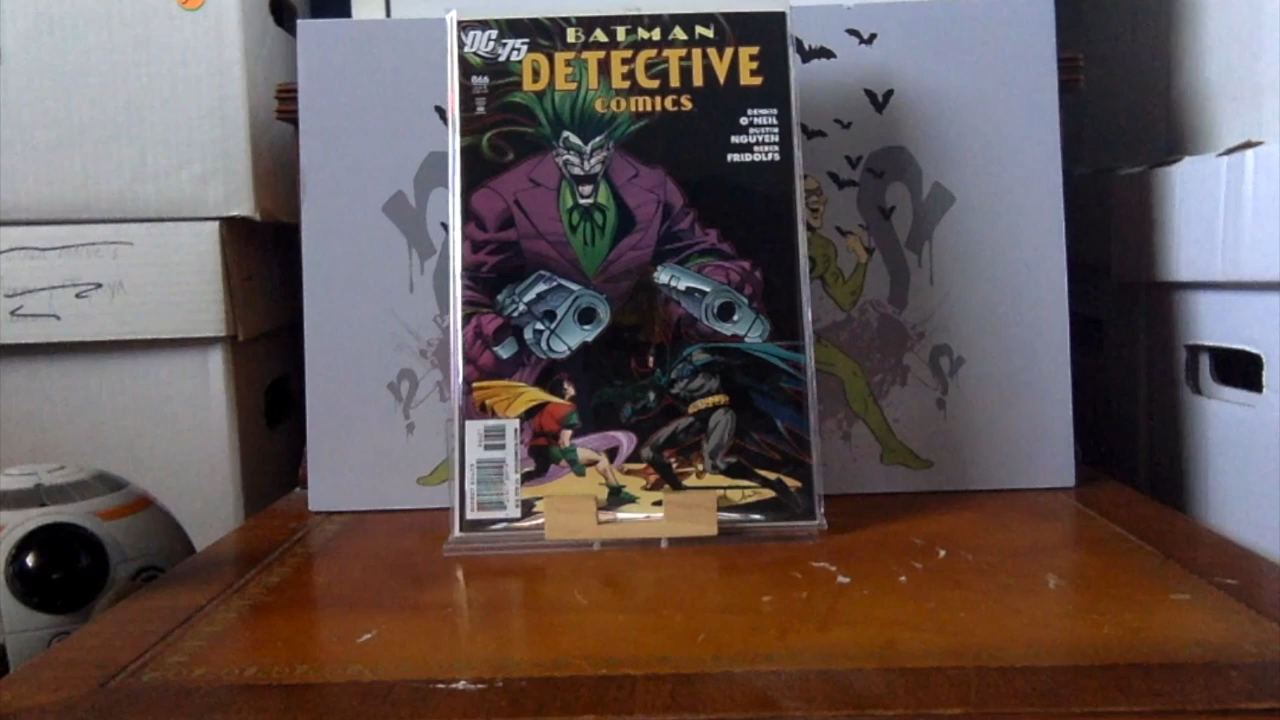 DC 75
BATMAN
DETECTIVE
COMICS
866
DENNIS
O'NEIL
DUSTIN
NGUYEN
DEREK
FRIDOLFS